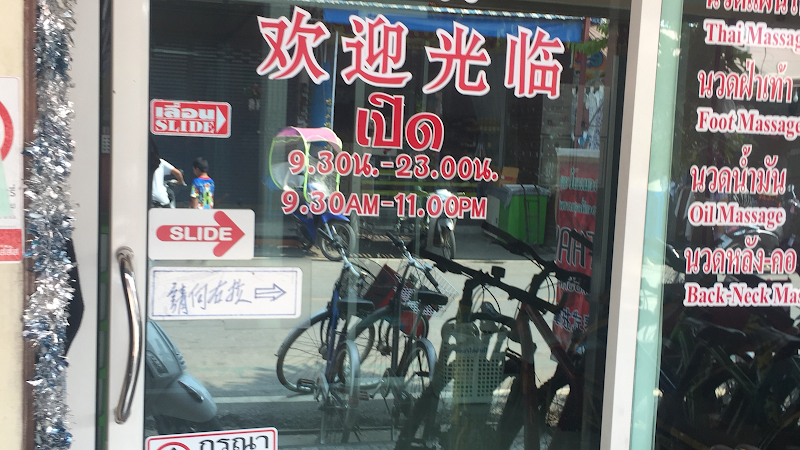 欢迎光临
เลื่อน
SLIDE
เปิด
9.30น.-23.00น.
9.30AM-11.00PM
SLIDE
請向右拉
กรุณา
Thai Massag
นวดฝ่าเท้า
Foot Massage
นวดน้ำมัน
Oil Massage
นวดหลัง-คอ
Back-Neck Ma